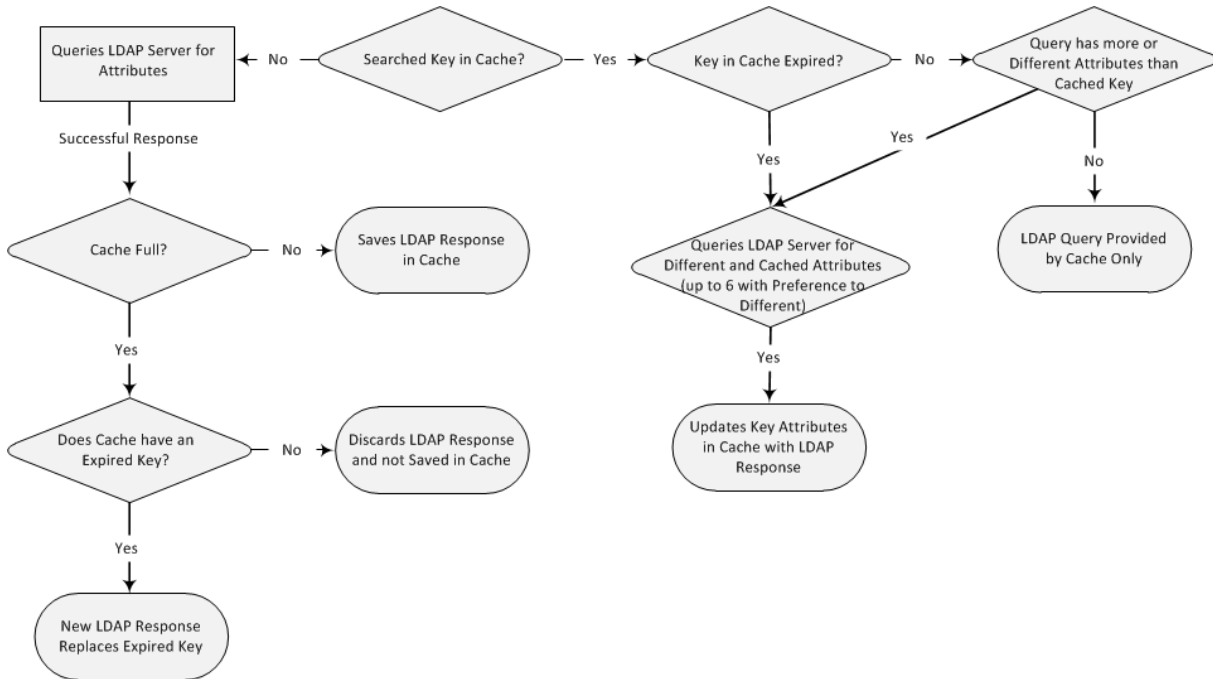 Queries LDAP Server for
Attributes
No
Searched Key in Cache?
Yes
Key in Cache Expired?
No
Query has more or
Different Attributes than
Cached Key
Successful Response
Yes
Yes
No
Cache Full?
No
Saves LDAP Response
in Cache
Queries LDAP Server for
Different and Cached Attributes
(up to 6 with Preference to
Different)
LDAP Query Provided
by Cache Only
Yes
Yes
Does Cache have an
Expired Key?
No
Discards LDAP Response
and not Saved in Cache
Updates Key Attributes
in Cache with LDAP
Response
Yes
New LDAP Response
Replaces Expired Key